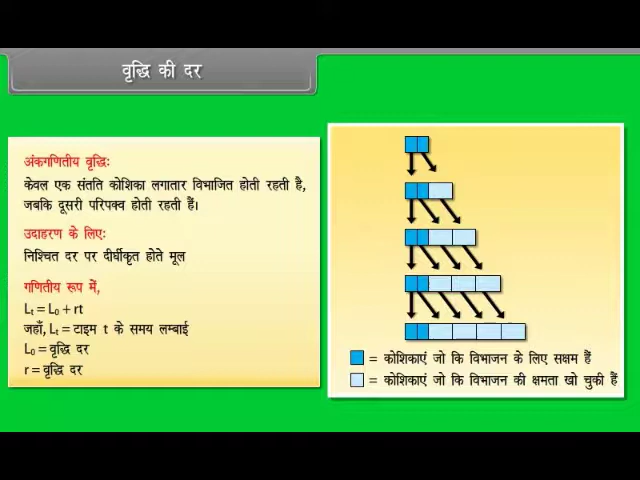 वृद्धि की दर
अंकगणितीय वृद्धि:
केवल एक संतति कोशिका लगातार विभाजित होती रहती है,
जबकि दूसरी परिपक्व होती रहती हैं।
उदाहरण के लिए:
निश्चित दर पर दीर्घीकृत होते मूल
गणितीय रूप में,
Lₜ = L₀ + rt
जहाँ, Lₜ = टाइम t के समय लम्बाई
L₀ = वृद्धि दर
r = वृद्धि दर
= कोशिकाएं जो कि विभाजन के लिए सक्षम हैं
= कोशिकाएं जो कि विभाजन की क्षमता खो चुकी हैं